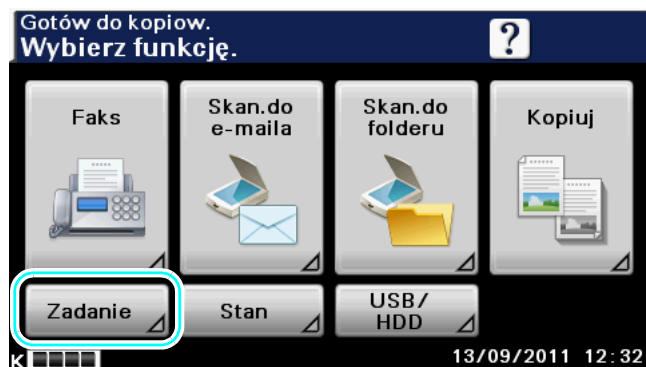 Gotów do kopiow.
Wybierz funkcję.
?
Faks
Skan.do
e-maila
Skan.do
folderu
Kopiuj
Zadanie
Stan
USB/
HDD
K
13/09/2011 12:32